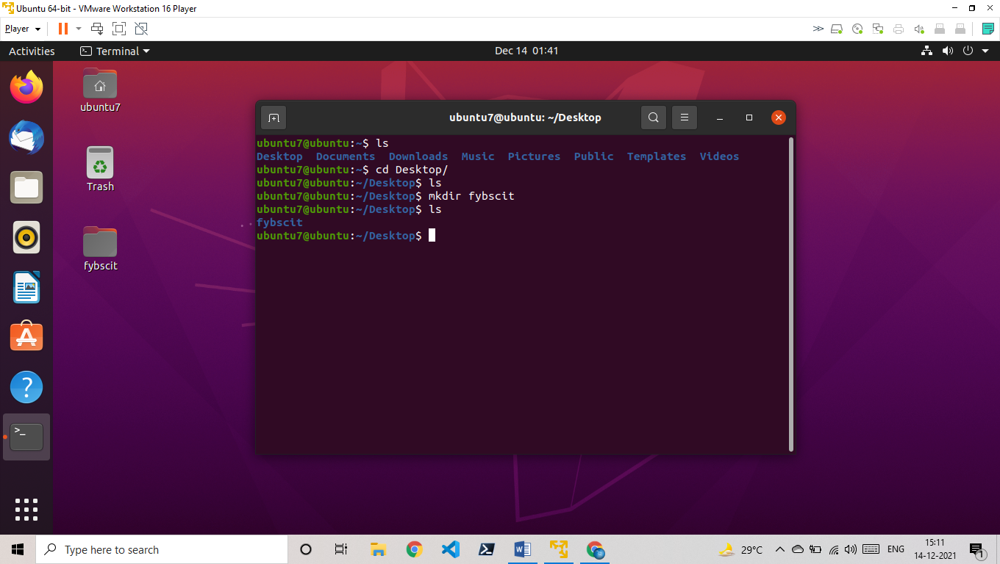 Ubuntu 64-bit - VMware Workstation 16 Player
Player
Activities
Terminal
Dec 14 01:41
ubuntu7
Trash
fybscit
ubuntu7@ubuntu: ~/Desktop
ubuntu7@ubuntu:~$ ls
Desktop Documents Downloads Music Pictures Public Templates Videos
ubuntu7@ubuntu:~$ cd Desktop/
ubuntu7@ubuntu:~/Desktop$ ls
ubuntu7@ubuntu:~/Desktop$ mkdir fybscit
ubuntu7@ubuntu:~/Desktop$ ls
fybscit
ubuntu7@ubuntu:~/Desktop$
Type here to search
29°C
ENG
15:11
14-12-2021
1